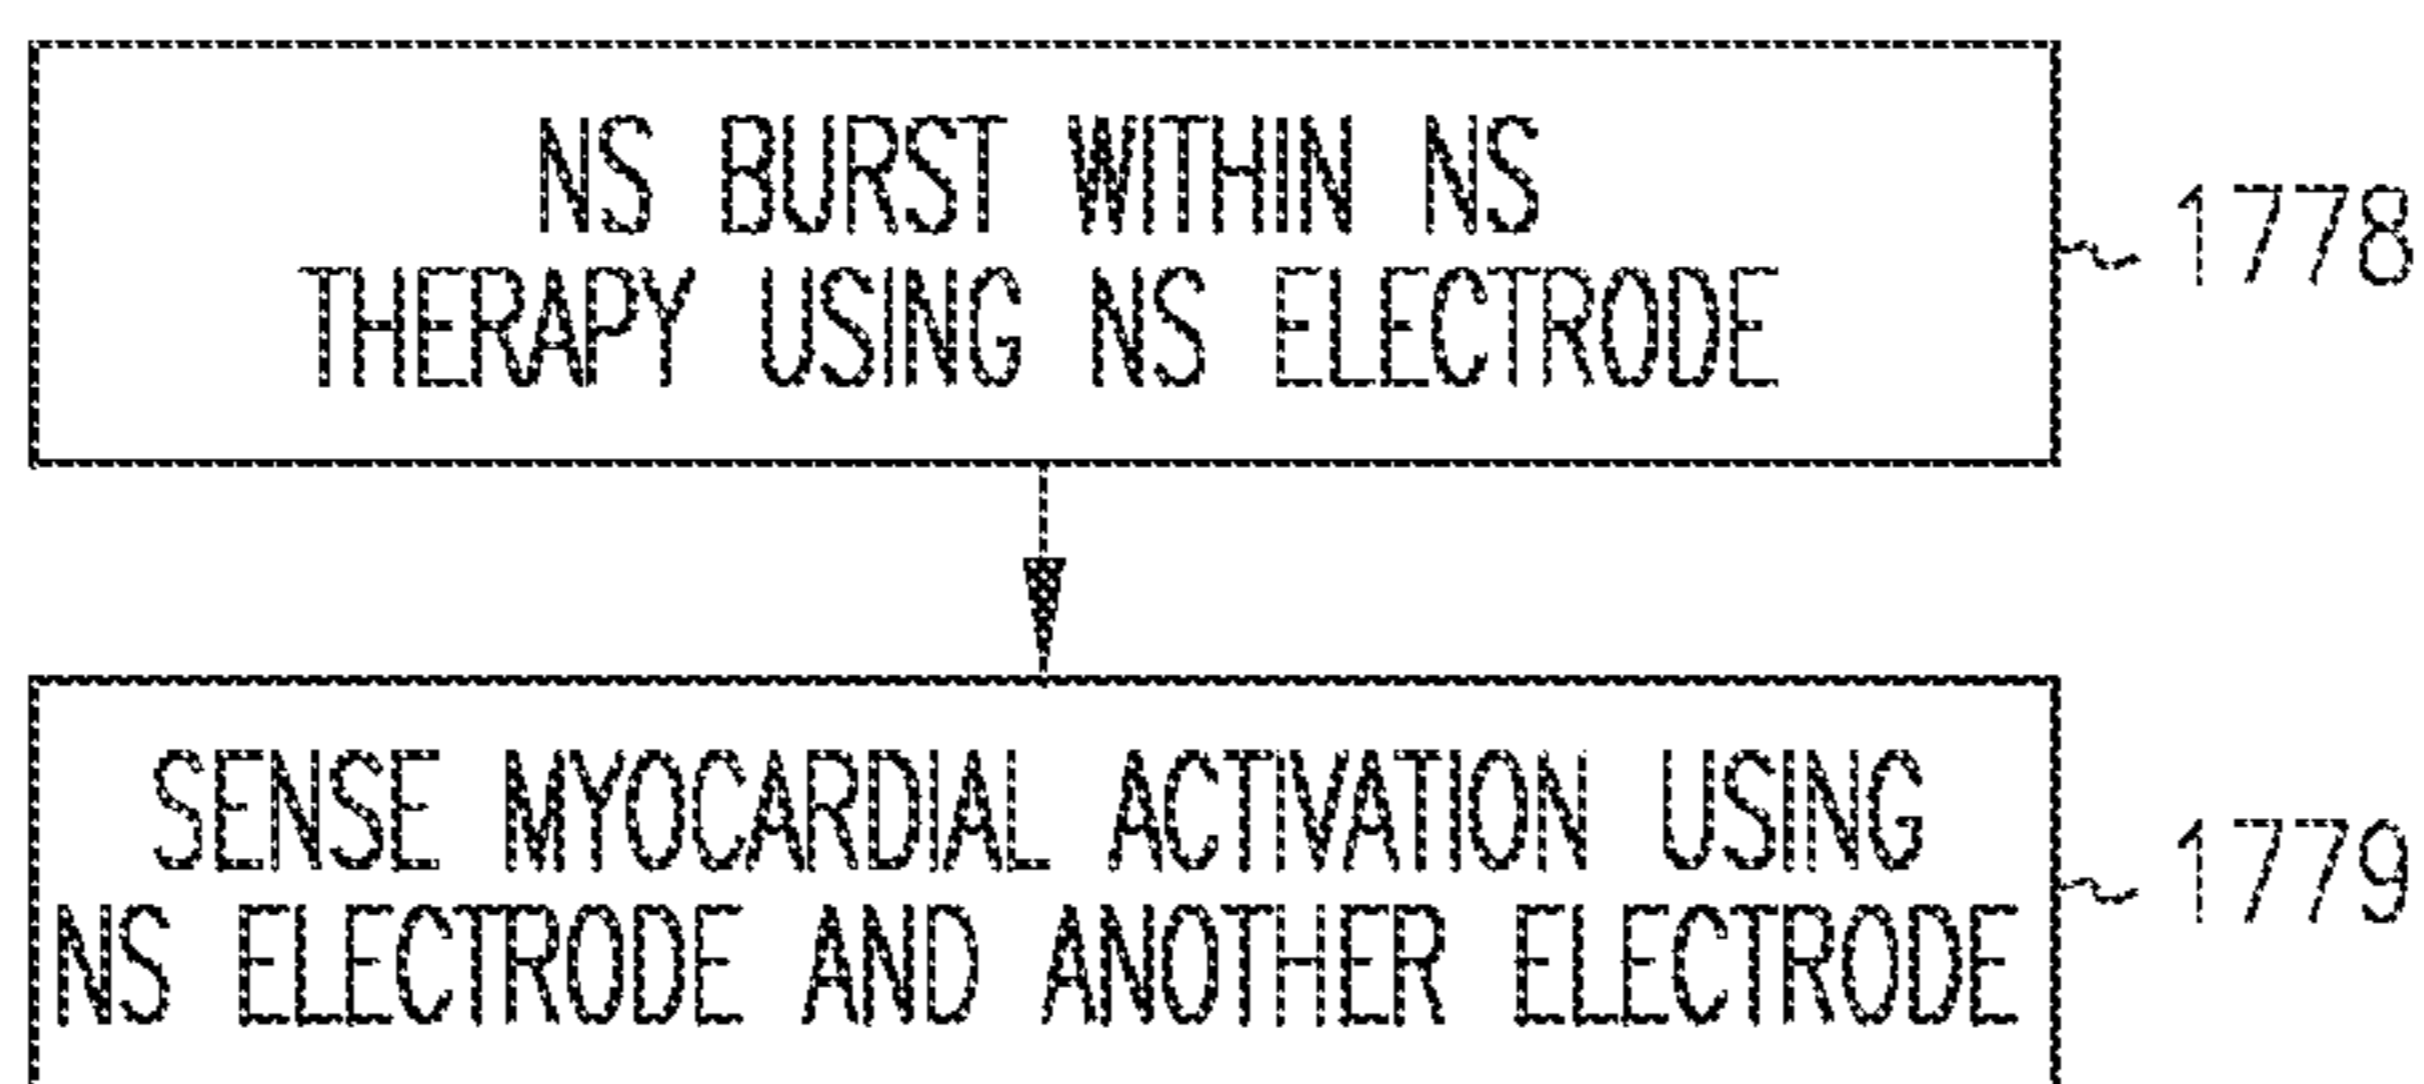 NS BURST WITHIN NS
THERAPY USING NS ELECTRODE
1778
SENSE MYOCARDIAL ACTIVATION USING
NS ELECTRODE AND ANOTHER ELECTRODE
1779